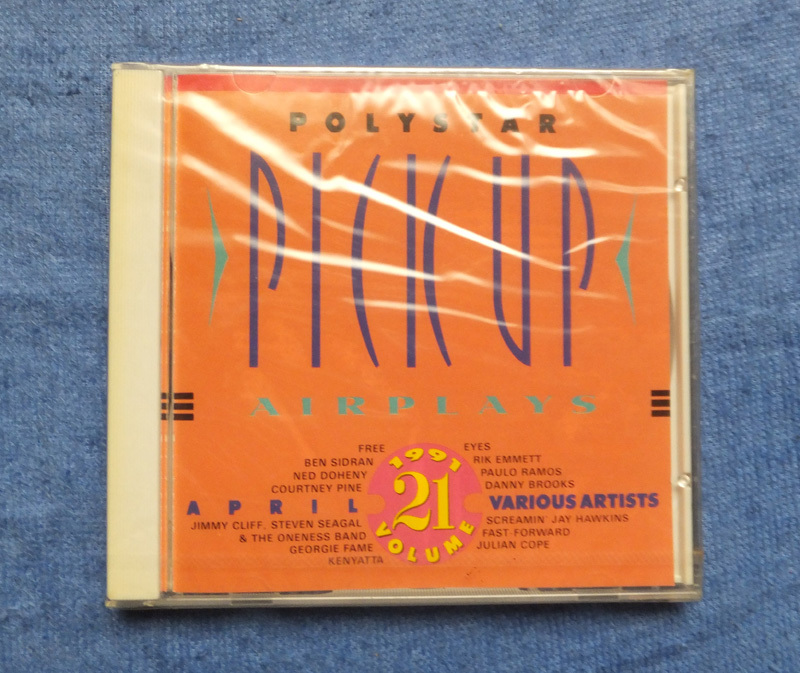 POLYSTAR
PICK UP
AIRPLAYS
FREE
BEN SIDRAN
NED DOHENY
COURTNEY PINE
APRIL
JIMMY CLIFF, STEVEN SEAGAL
& THE ONENESS BAND
GEORGIE FAME
KENYATTA
1991
21
VOLUME
EYES
RIK EMMETT
PAULO RAMOS
DANNY BROOKS
VARIOUS ARTISTS
SCREAMIN' JAY HAWKINS
FAST FORWARD
JULIAN COPE